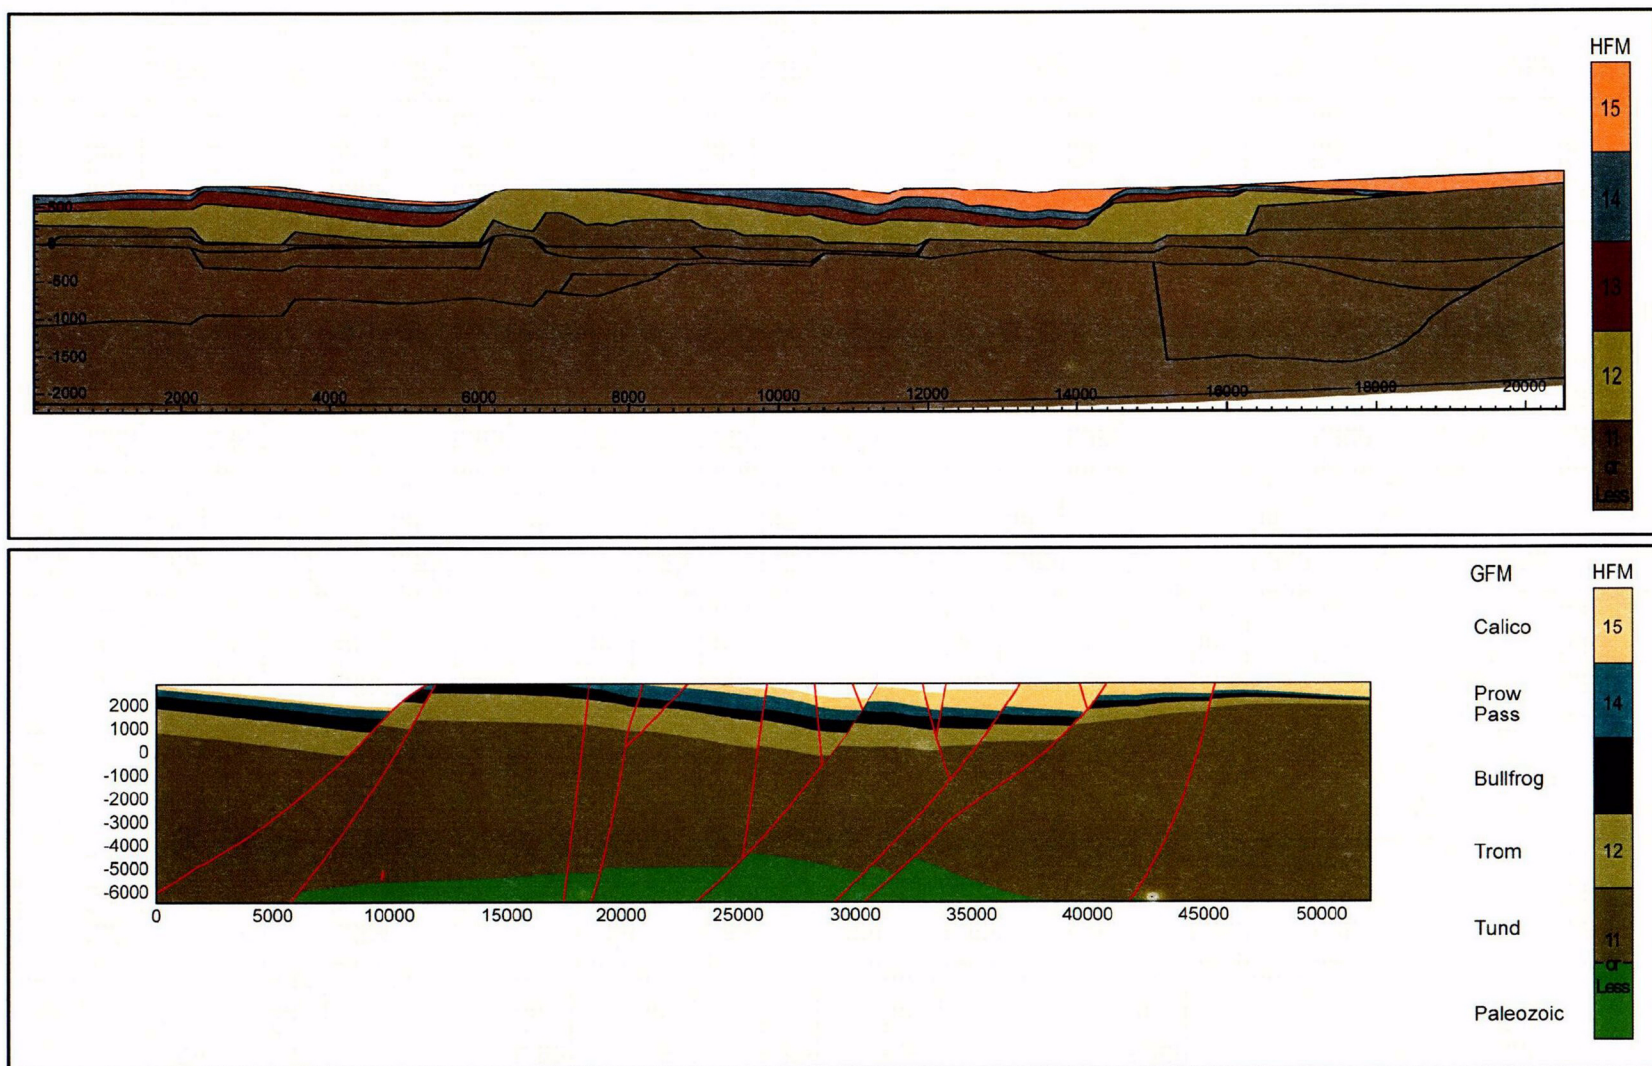 HFM
15
14
13
12
11
or
Less
500
0
-500
-1000
-1500
-2000
2000 4000 6000 8000 10000 12000 14000 16000 18000 20000
GFM HFM
Calico 15
Prow
Pass 14
Bullfrog
Trom 12
Tund 11
or
Less
Paleozoic
2000
1000
0
-1000
-2000
-3000
-4000
-5000
-6000
0 5000 10000 15000 20000 25000 30000 35000 40000 45000 50000